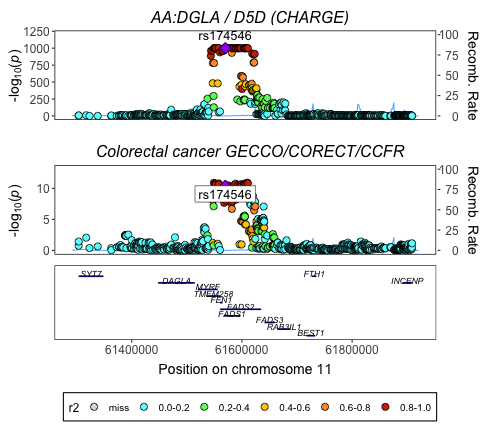 AA:DGLA / D5D (CHARGE)
rs174546
-log10(p)
1250
1000
750
500
250
0
100
75
50
25
0
Recomb. Rate
Colorectal cancer GECCO/CORECT/CCFR
rs174546
-log10(p)
10
5
0
100
75
50
25
0
Recomb. Rate
SYT7
FTH1
DAGLA
INCENP
MYRF
TMEM258
FEN1
FADS2
FADS1
FADS3
RAB3IL1
BEST1
61400000 61600000 61800000
Position on chromosome 11
r2 miss 0.0-0.2 0.2-0.4 0.4-0.6 0.6-0.8 0.8-1.0